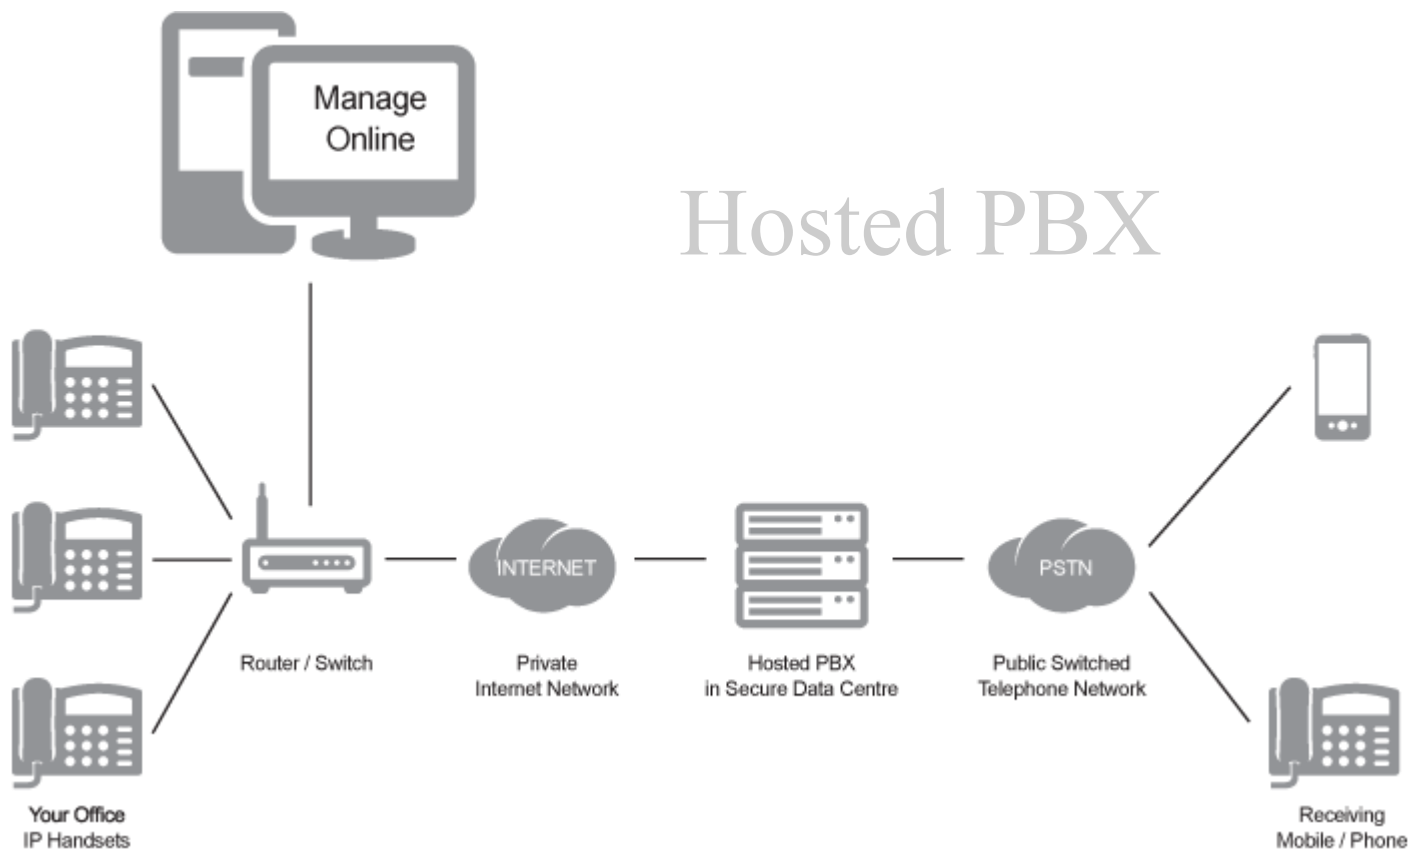 Manage
Online
Hosted PBX
INTERNET
PSTN
Router / Switch
Private
Internet Network
Hosted PBX
in Secure Data Centre
Public Switched
Telephone Network
Your Office
IP Handsets
Receiving
Mobile / Phone